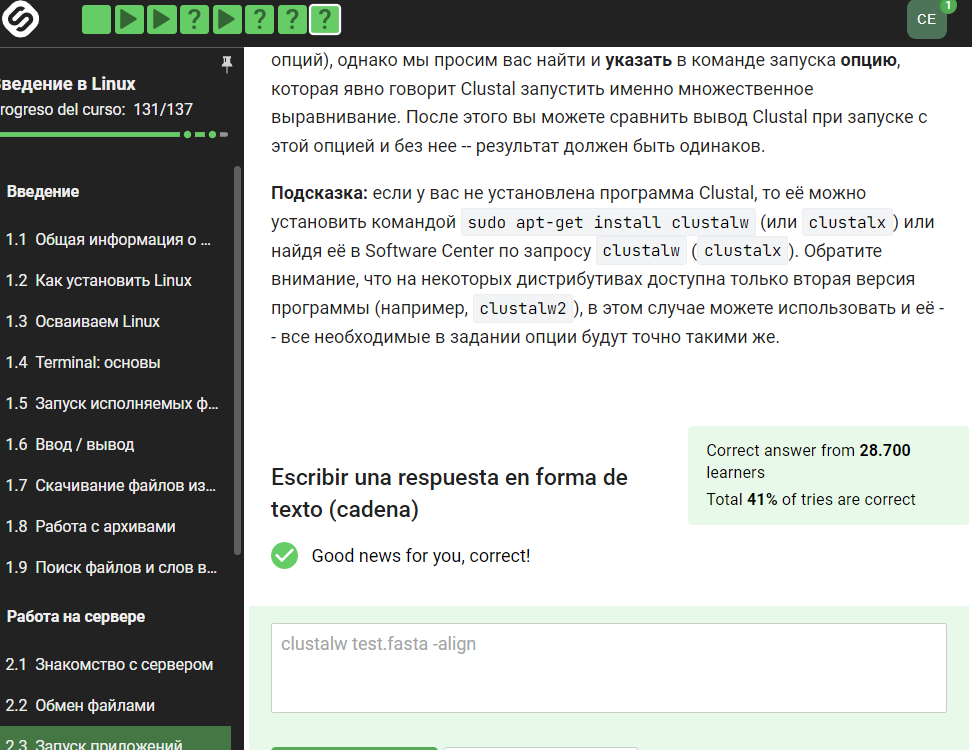 CE
1
ведение в Linux
rogreso del curso: 131/137
Введение
1.1 Общая информация о ...
1.2 Как установить Linux
1.3 Осваиваем Linux
1.4 Terminal: основы
1.5 Запуск исполняемых ф...
1.6 Ввод / вывод
1.7 Скачивание файлов из...
1.8 Работа с архивами
1.9 Поиск файлов и слов в...
Работа на сервере
2.1 Знакомство с сервером
2.2 Обмен файлами
2.3 Запуск приложений
опций), однако мы просим вас найти и указать в команде запуска опцию,
которая явно говорит Clustal запустить именно множественное
выравнивание. После этого вы можете сравнить вывод Clustal при запуске с
этой опцией и без нее -- результат должен быть одинаков.
Подсказка: если у вас не установлена программа Clustal, то её можно
установить командой sudo apt-get install clustalw (или clustalx) или
найдя её в Software Center по запросу clustalw (clustalx). Обратите
внимание, что на некоторых дистрибутивах доступна только вторая версия
программы (например, clustalw2), в этом случае можете использовать и её -
- все необходимые в задании опции будут точно такими же.
Escribir una respuesta en forma de
texto (cadena)
Correct answer from 28.700
learners
Total 41% of tries are correct
Good news for you, correct!
clustalw test.fasta -align